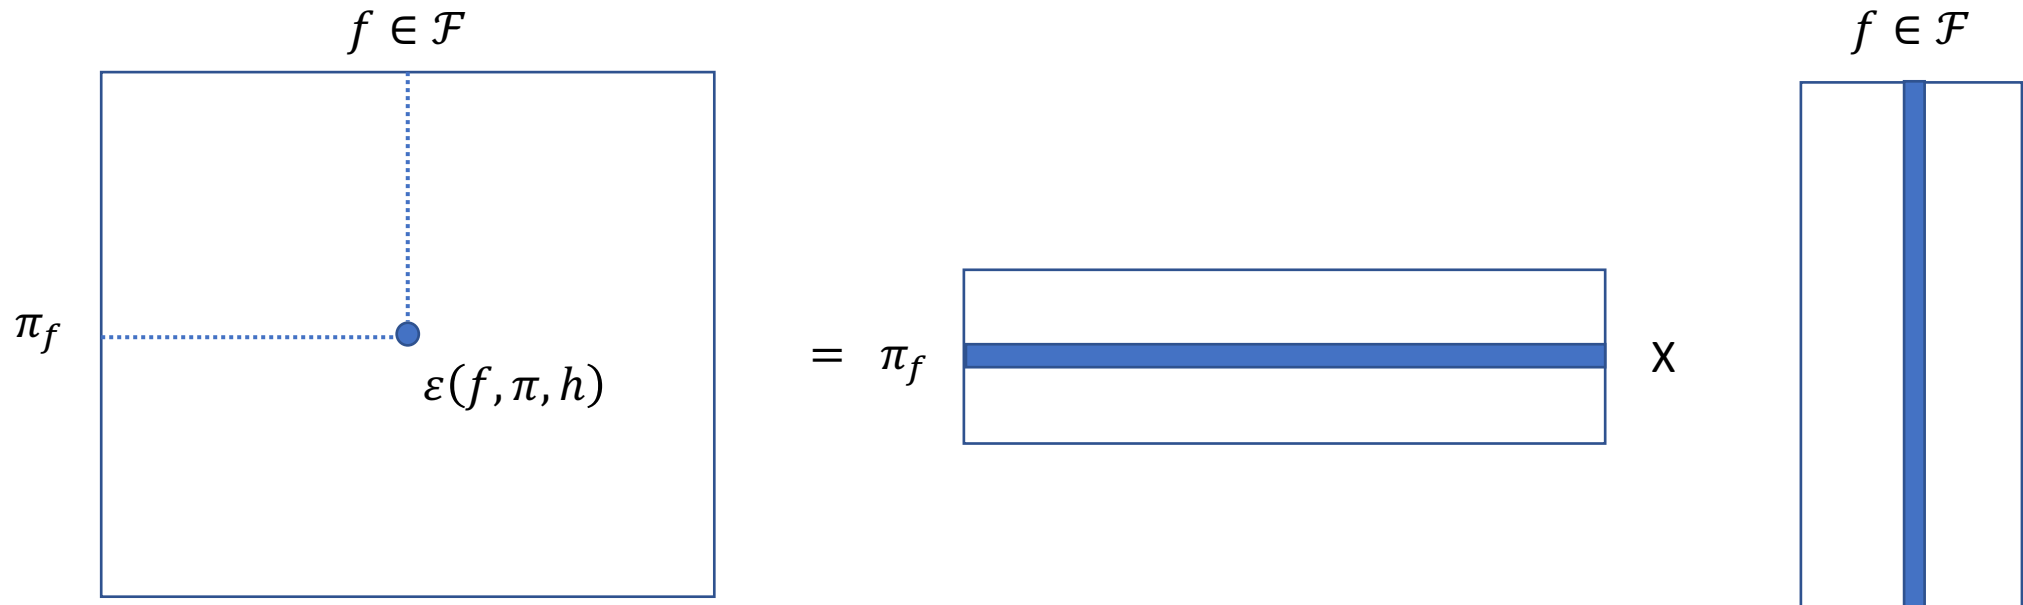 f ∈ ℱ
f ∈ ℱ
π_f
ε(f, π, h)
= π_f X